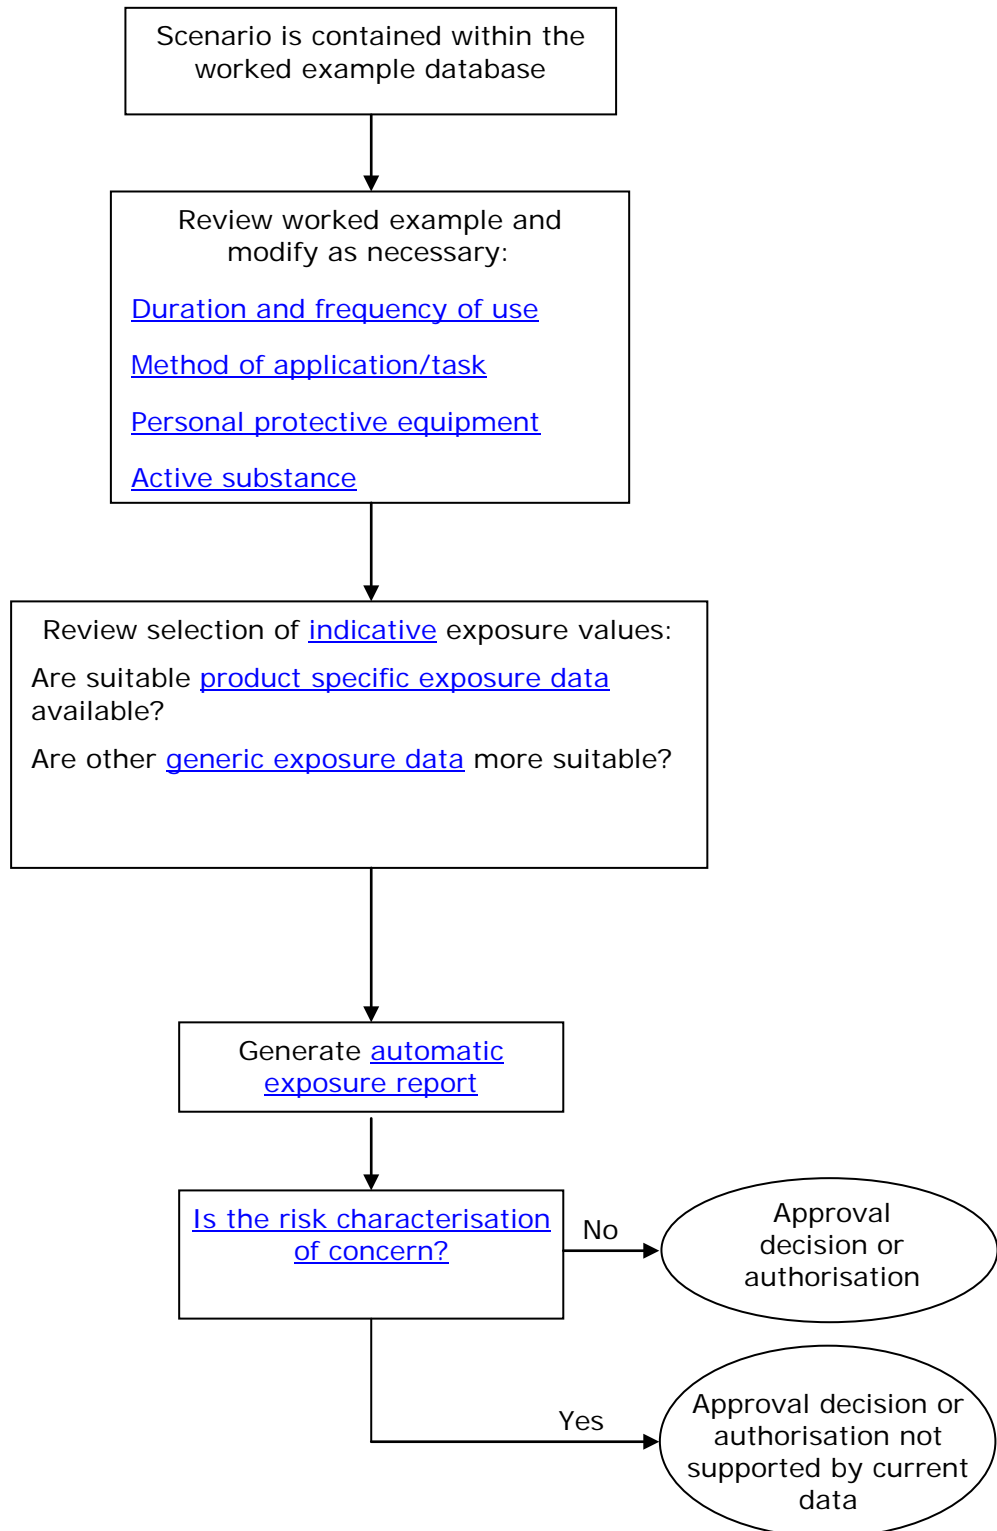 Scenario is contained within the
worked example database
Review worked example and
modify as necessary:
Duration and frequency of use
Method of application/task
Personal protective equipment
Active substance
Review selection of indicative exposure values:
Are suitable product specific exposure data
available?
Are other generic exposure data more suitable?
Generate automatic
exposure report
Is the risk characterisation
of concern?
No
Approval
decision or
authorisation
Yes
Approval decision or
authorisation not
supported by current
data